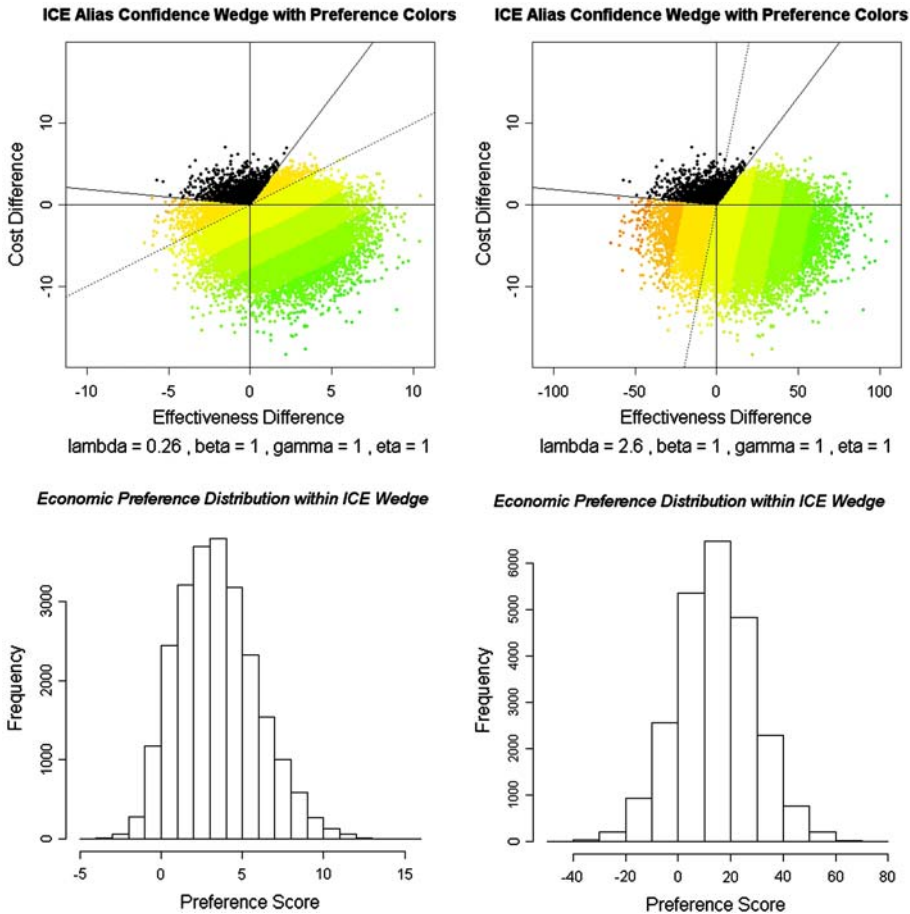 ICE Alias Confidence Wedge with Preference Colors
Cost Difference
10
0
-10
-10
-5
0
5
10
Effectiveness Difference
lambda = 0.26 , beta = 1 , gamma = 1 , eta = 1
ICE Alias Confidence Wedge with Preference Colors
Cost Difference
10
0
-10
-100
-50
0
50
100
Effectiveness Difference
lambda = 2.6 , beta = 1 , gamma = 1 , eta = 1
Economic Preference Distribution within ICE Wedge
Frequency
3000
2000
1000
0
-5
0
5
10
15
Preference Score
Economic Preference Distribution within ICE Wedge
Frequency
6000
5000
4000
3000
2000
1000
0
-40
-20
0
20
40
60
80
Preference Score